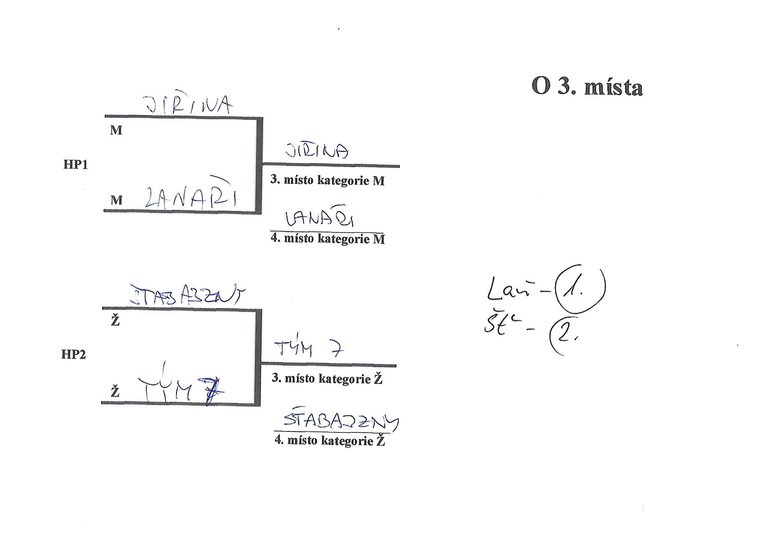 O 3. místa
JIŘINA
M
HP1
JIŘINA
3. místo kategorie M
M LANAŘI
LANAŘI
4. místo kategorie M
ŠTABAJZNY
Ž
HP2
TÝM 7
3. místo kategorie Ž
Ž TÝM 7
ŠTABAJZNY
4. místo kategorie Ž
Lař - 1.
Št - 2.